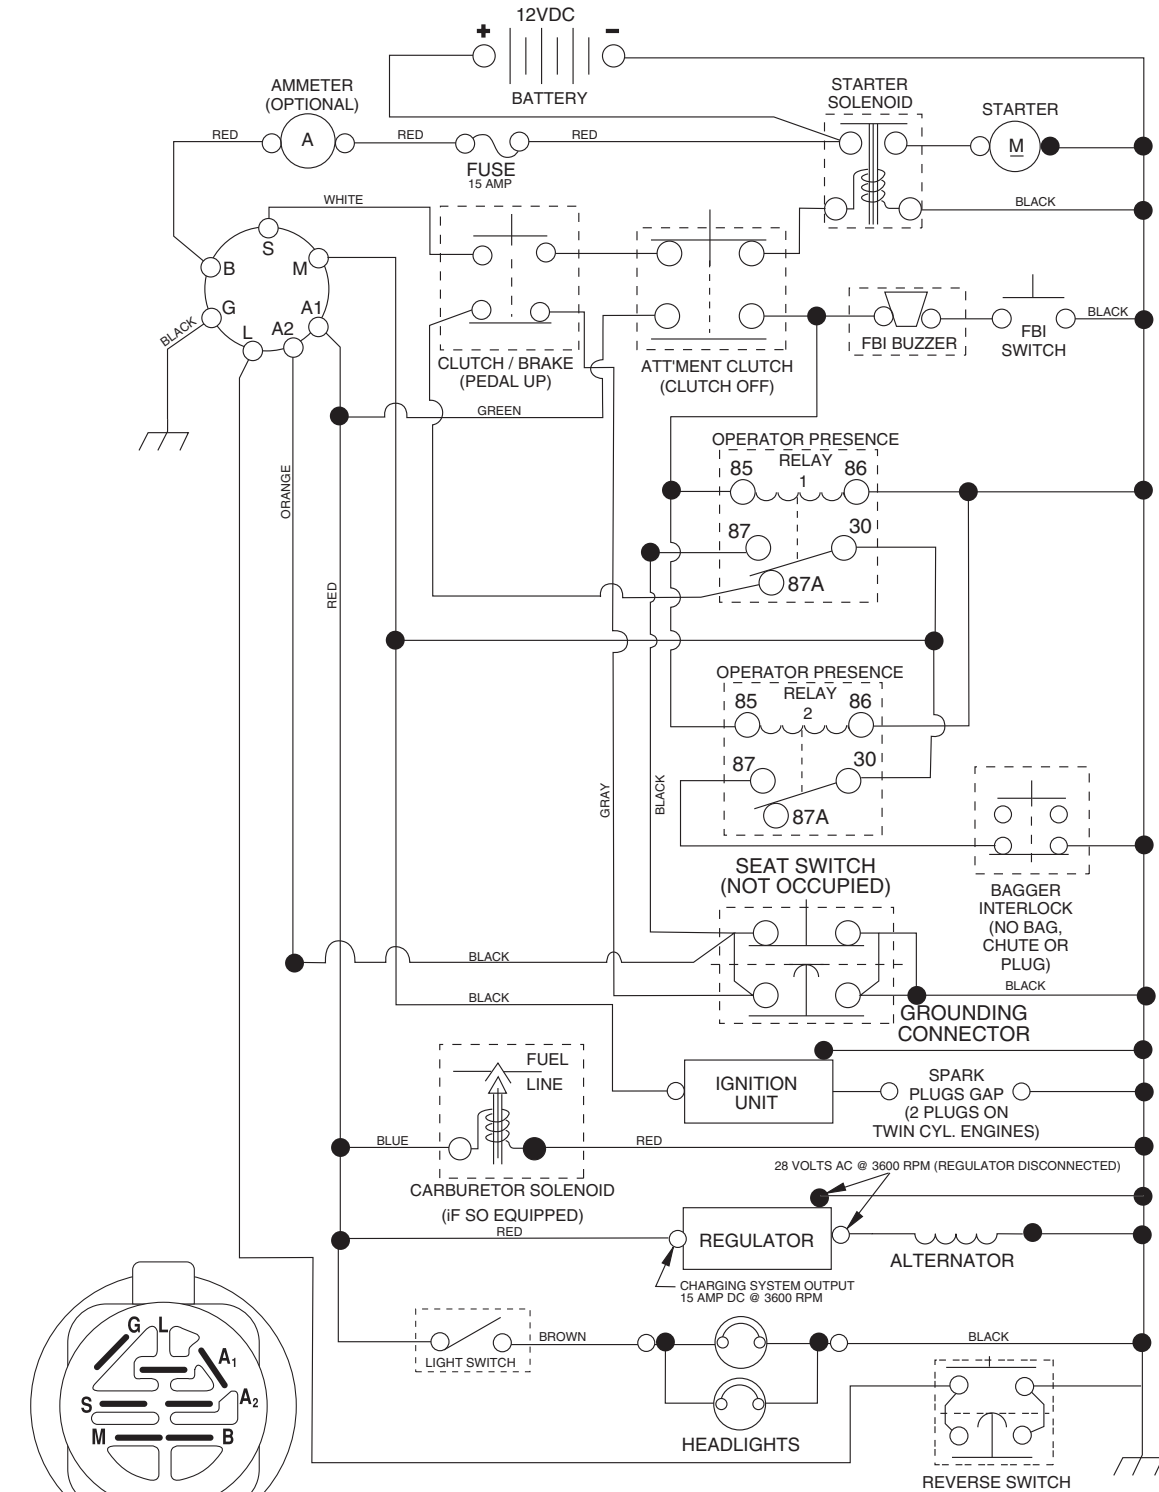 12VDC
+
−
BATTERY
AMMETER
(OPTIONAL)
STARTER
SOLENOID
STARTER
RED
A
RED
FUSE
15 AMP
RED
M
WHITE
BLACK
S
B
M
G
A1
L
A2
BLACK
CLUTCH / BRAKE
(PEDAL UP)
ATT'MENT CLUTCH
(CLUTCH OFF)
FBI BUZZER
FBI
SWITCH
BLACK
GREEN
ORANGE
RED
OPERATOR PRESENCE
RELAY
1
85
86
87
30
87A
OPERATOR PRESENCE
RELAY
2
85
86
87
30
87A
GRAY
BLACK
SEAT SWITCH
(NOT OCCUPIED)
BAGGER
INTERLOCK
(NO BAG,
CHUTE OR
PLUG)
BLACK
BLACK
BLACK
GROUNDING
CONNECTOR
FUEL
LINE
IGNITION
UNIT
SPARK
PLUGS GAP
(2 PLUGS ON
TWIN CYL. ENGINES)
BLUE
RED
CARBURETOR SOLENOID
(iF SO EQUIPPED)
28 VOLTS AC @ 3600 RPM (REGULATOR DISCONNECTED)
RED
REGULATOR
ALTERNATOR
CHARGING SYSTEM OUTPUT
15 AMP DC @ 3600 RPM
LIGHT SWITCH
BROWN
BLACK
HEADLIGHTS
REVERSE SWITCH
G
L
A1
A2
S
M
B